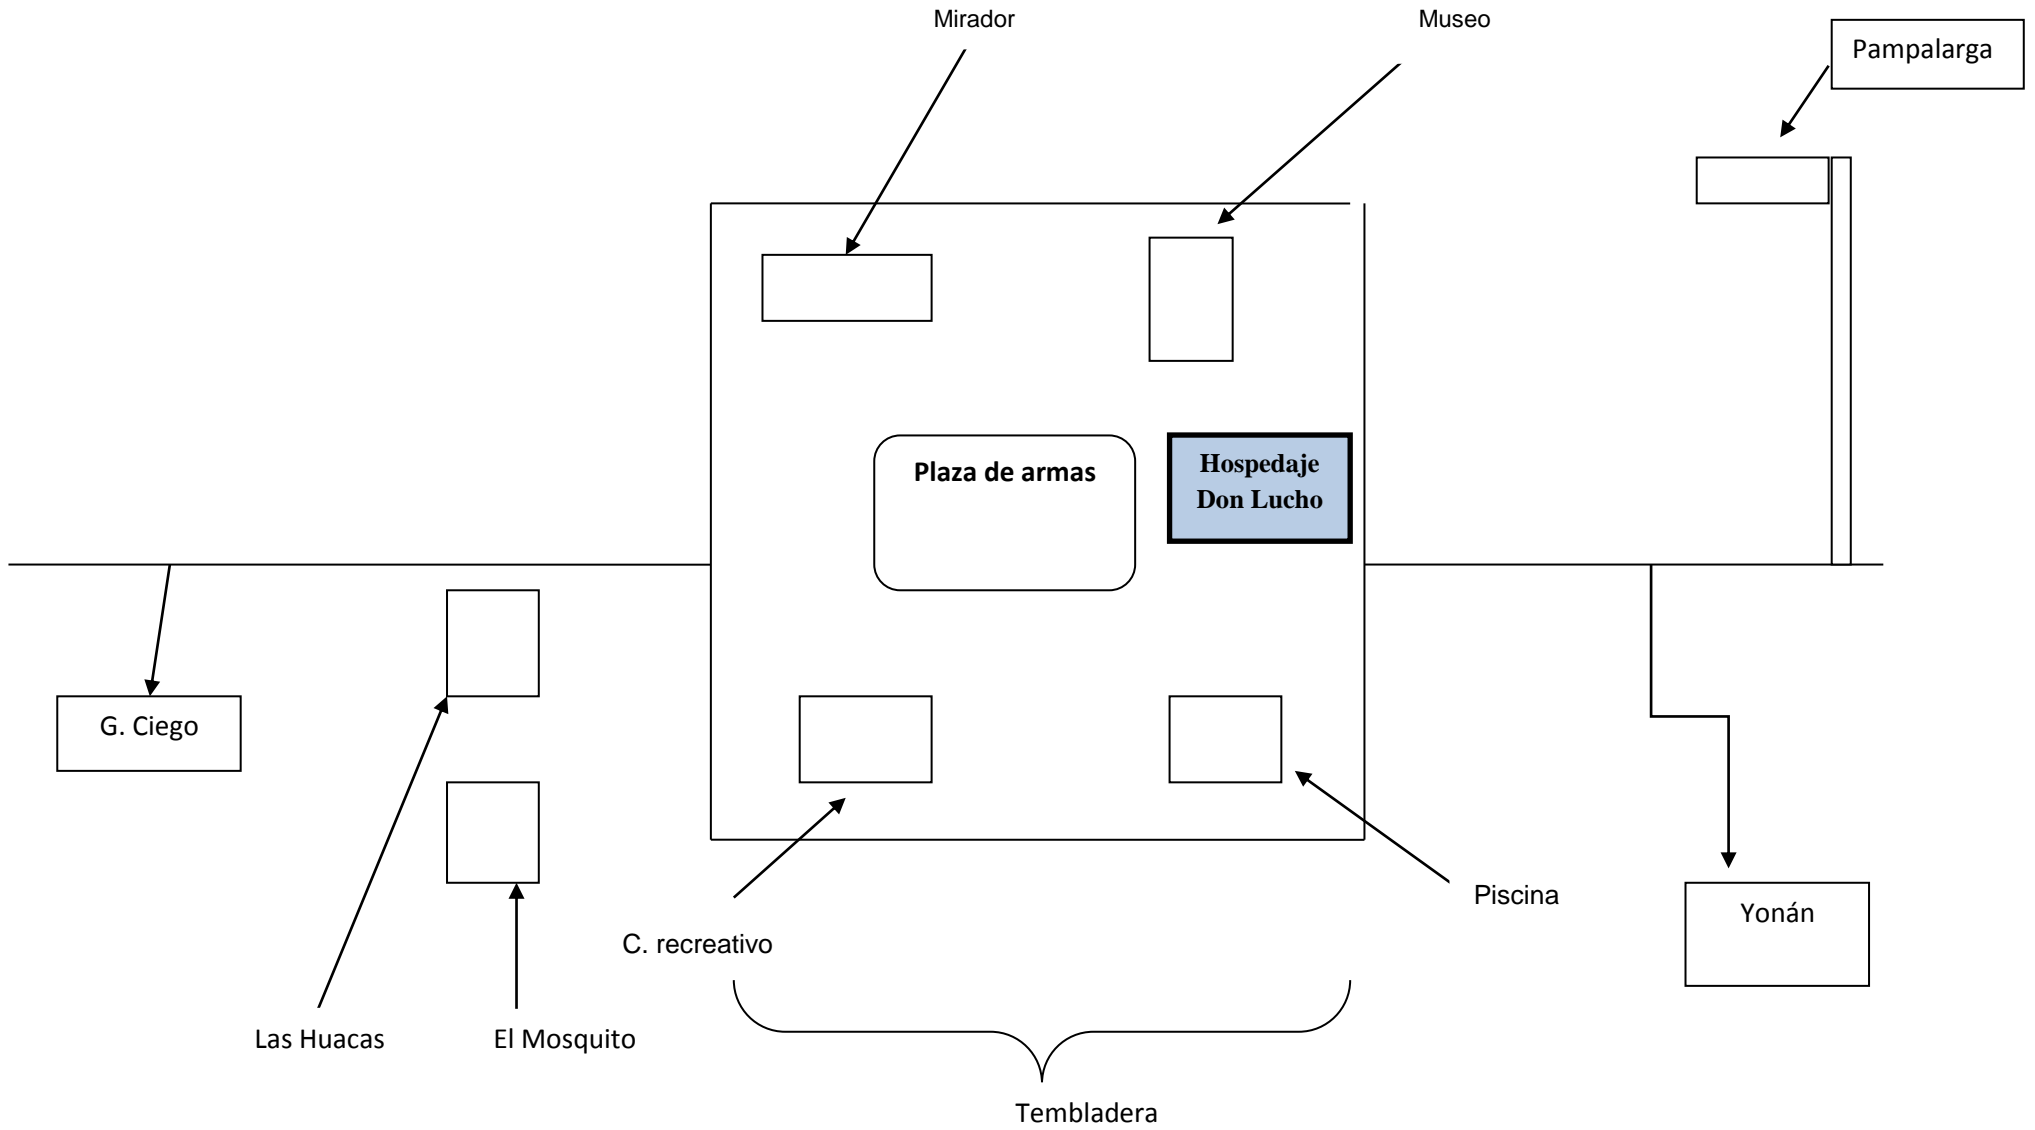 Mirador
Museo
Pampalarga
Plaza de armas
Hospedaje
Don Lucho
G. Ciego
Piscina
Yonán
C. recreativo
Las Huacas
El Mosquito
Tembladera